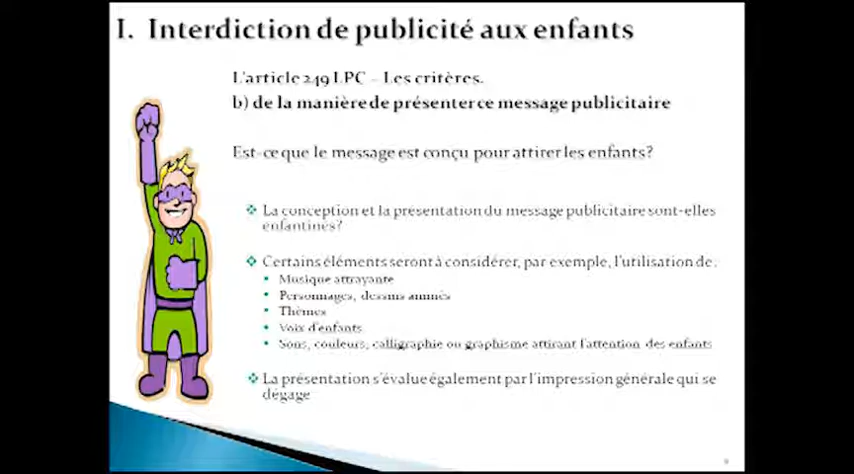 I. Interdiction de publicité aux enfants
L'article 249 LPC – Les critères.
b) de la manière de présenter ce message publicitaire
Est-ce que le message est conçu pour attirer les enfants?
❖ La conception et la présentation du message publicitaire sont-elles
enfantines?
❖ Certains éléments seront à considérer, par exemple, l'utilisation de:
• Musique attrayante
• Personnages, dessins animés
• Thèmes
• Voix d'enfants
• Sons, couleurs, calligraphie ou graphisme attirant l'attention des enfants
❖ La présentation s'évalue également par l'impression générale qui se
dégage